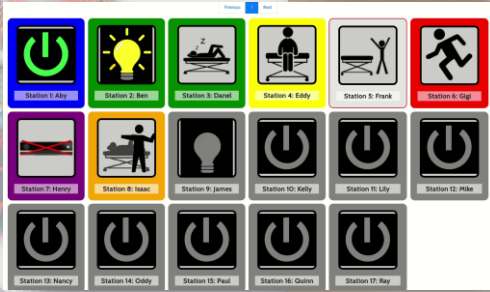 Previous 1 Next
Station 1: Aby
Station 2: Ben
Station 3: Danel
Station 4: Eddy
Station 5: Frank
Station 6: Gigi
Station 7: Henry
Station 8: Isaac
Station 9: James
Station 10: Kelly
Station 11: Lily
Station 12: Mike
Station 13: Nancy
Station 14: Oddy
Station 15: Paul
Station 16: Quinn
Station 17: Ray